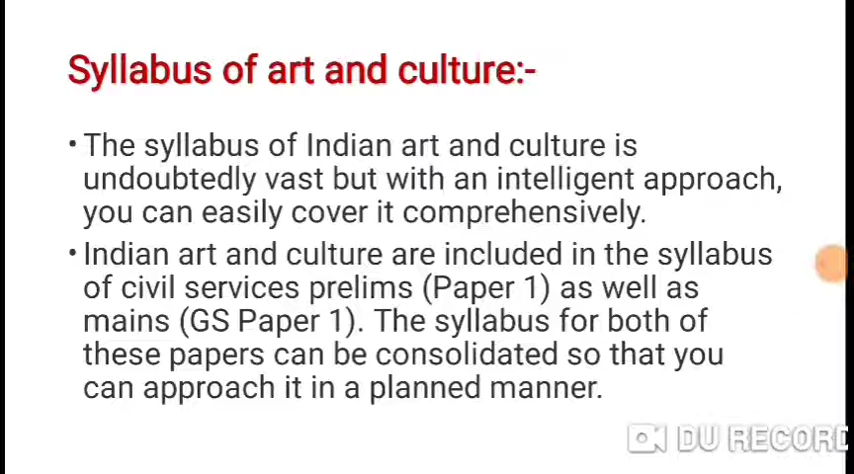 Syllabus of art and culture:-
• The syllabus of Indian art and culture is
undoubtedly vast but with an intelligent approach,
you can easily cover it comprehensively.
• Indian art and culture are included in the syllabus
of civil services prelims (Paper 1) as well as
mains (GS Paper 1). The syllabus for both of
these papers can be consolidated so that you
can approach it in a planned manner.
DU RECORD